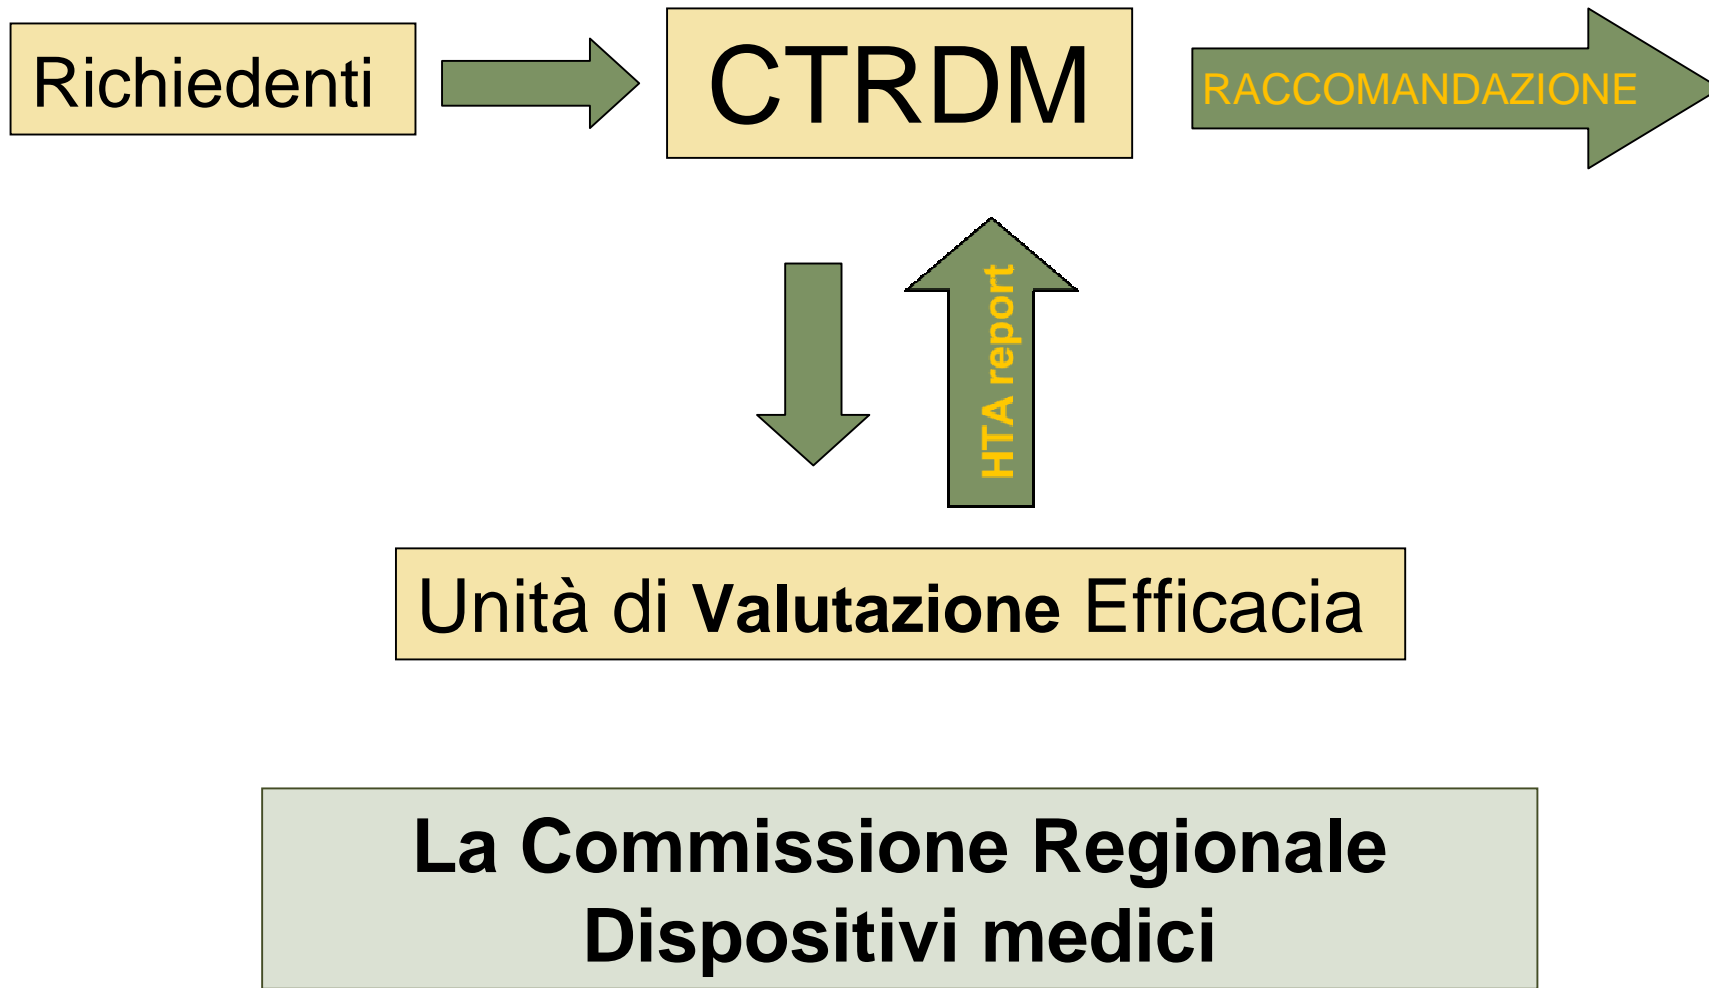 Richiedenti
CTRDM
RACCOMANDAZIONE
HTA report
Unità di Valutazione Efficacia
La Commissione Regionale
Dispositivi medici